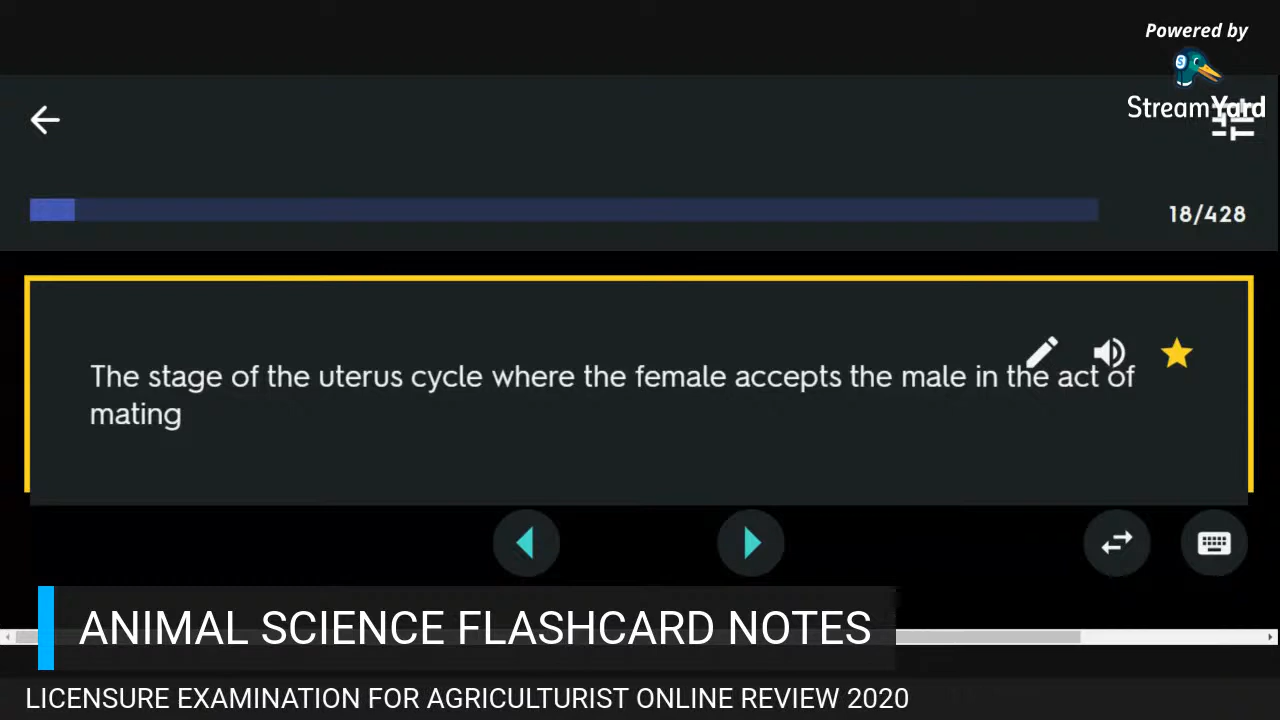 Powered by
StreamYard
18/428
The stage of the uterus cycle where the female accepts the male in the act of
mating
ANIMAL SCIENCE FLASHCARD NOTES
LICENSURE EXAMINATION FOR AGRICULTURIST ONLINE REVIEW 2020